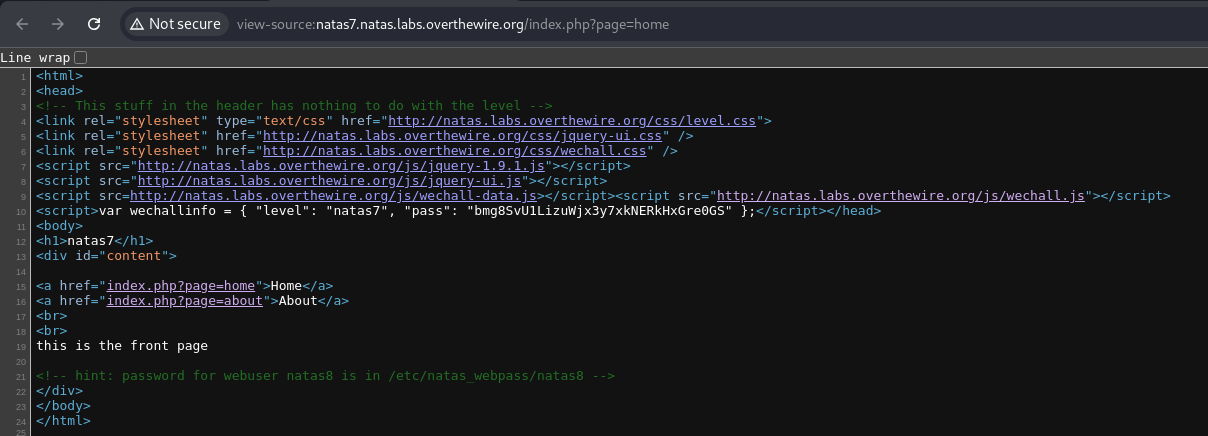 Not secure view-source:natas7.natas.labs.overthewire.org/index.php?page=home
Line wrap
1 <html>
2 <head>
3 <!-- This stuff in the header has nothing to do with the level -->
4 <link rel="stylesheet" type="text/css" href="http://natas.labs.overthewire.org/css/level.css">
5 <link rel="stylesheet" href="http://natas.labs.overthewire.org/css/jquery-ui.css" />
6 <link rel="stylesheet" href="http://natas.labs.overthewire.org/css/wechall.css" />
7 <script src="http://natas.labs.overthewire.org/js/jquery-1.9.1.js"></script>
8 <script src="http://natas.labs.overthewire.org/js/jquery-ui.js"></script>
9 <script src=http://natas.labs.overthewire.org/js/wechall-data.js></script><script src="http://natas.labs.overthewire.org/js/wechall.js"></script>
10 <script>var wechallinfo = { "level": "natas7", "pass": "bmg8SvU1LizuWjx3y7xkNERkHxGre0GS" };</script></head>
11 <body>
12 <h1>natas7</h1>
13 <div id="content">
14
15 <a href="index.php?page=home">Home</a>
16 <a href="index.php?page=about">About</a>
17 <br>
18 <br>
19 this is the front page
20
21 <!-- hint: password for webuser natas8 is in /etc/natas_webpass/natas8 -->
22 </div>
23 </body>
24 </html>
25